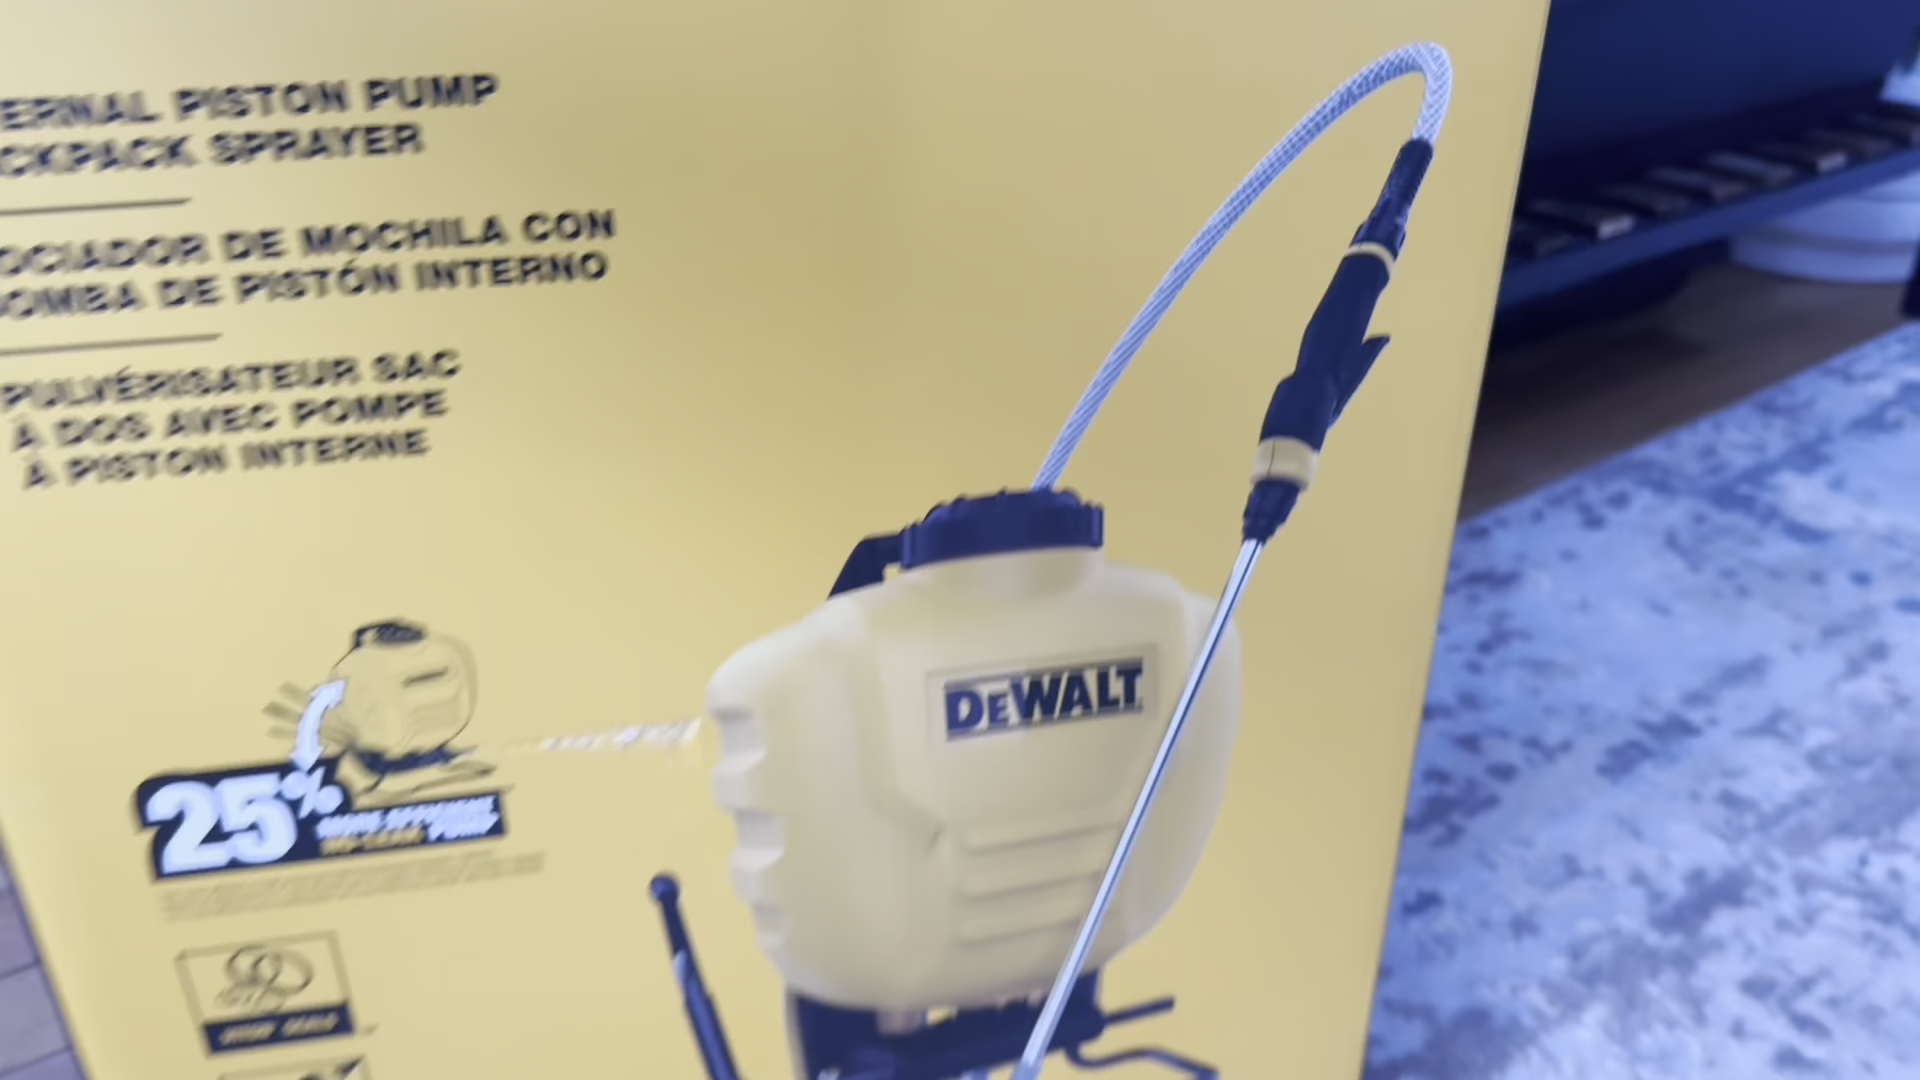 ERNAL PISTON PUMP
CKPACK SPRAYER
OCIADOR DE MOCHILA CON
OMBA DE PISTÓN INTERNO
PULVÉRISATEUR SAC
À DOS AVEC POMPE
À PISTON INTERNE
DEWALT
25%
PUMP